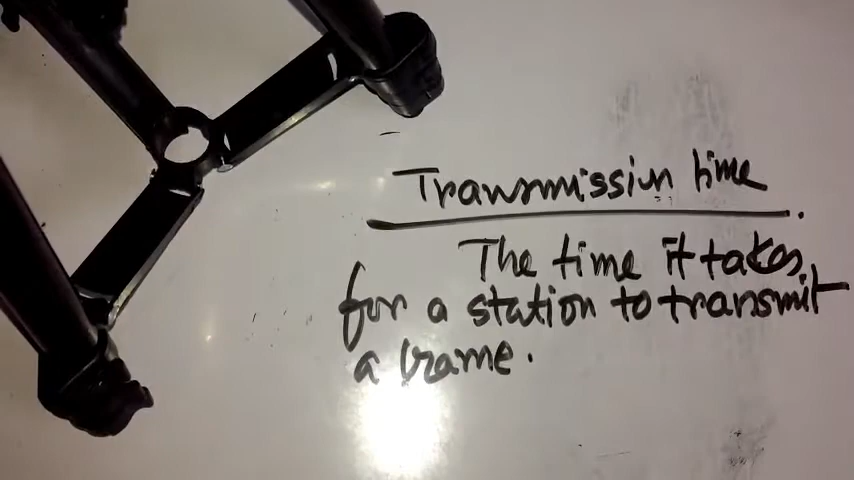 Transmission time.
The time it takes
for a station to transmit
a frame.